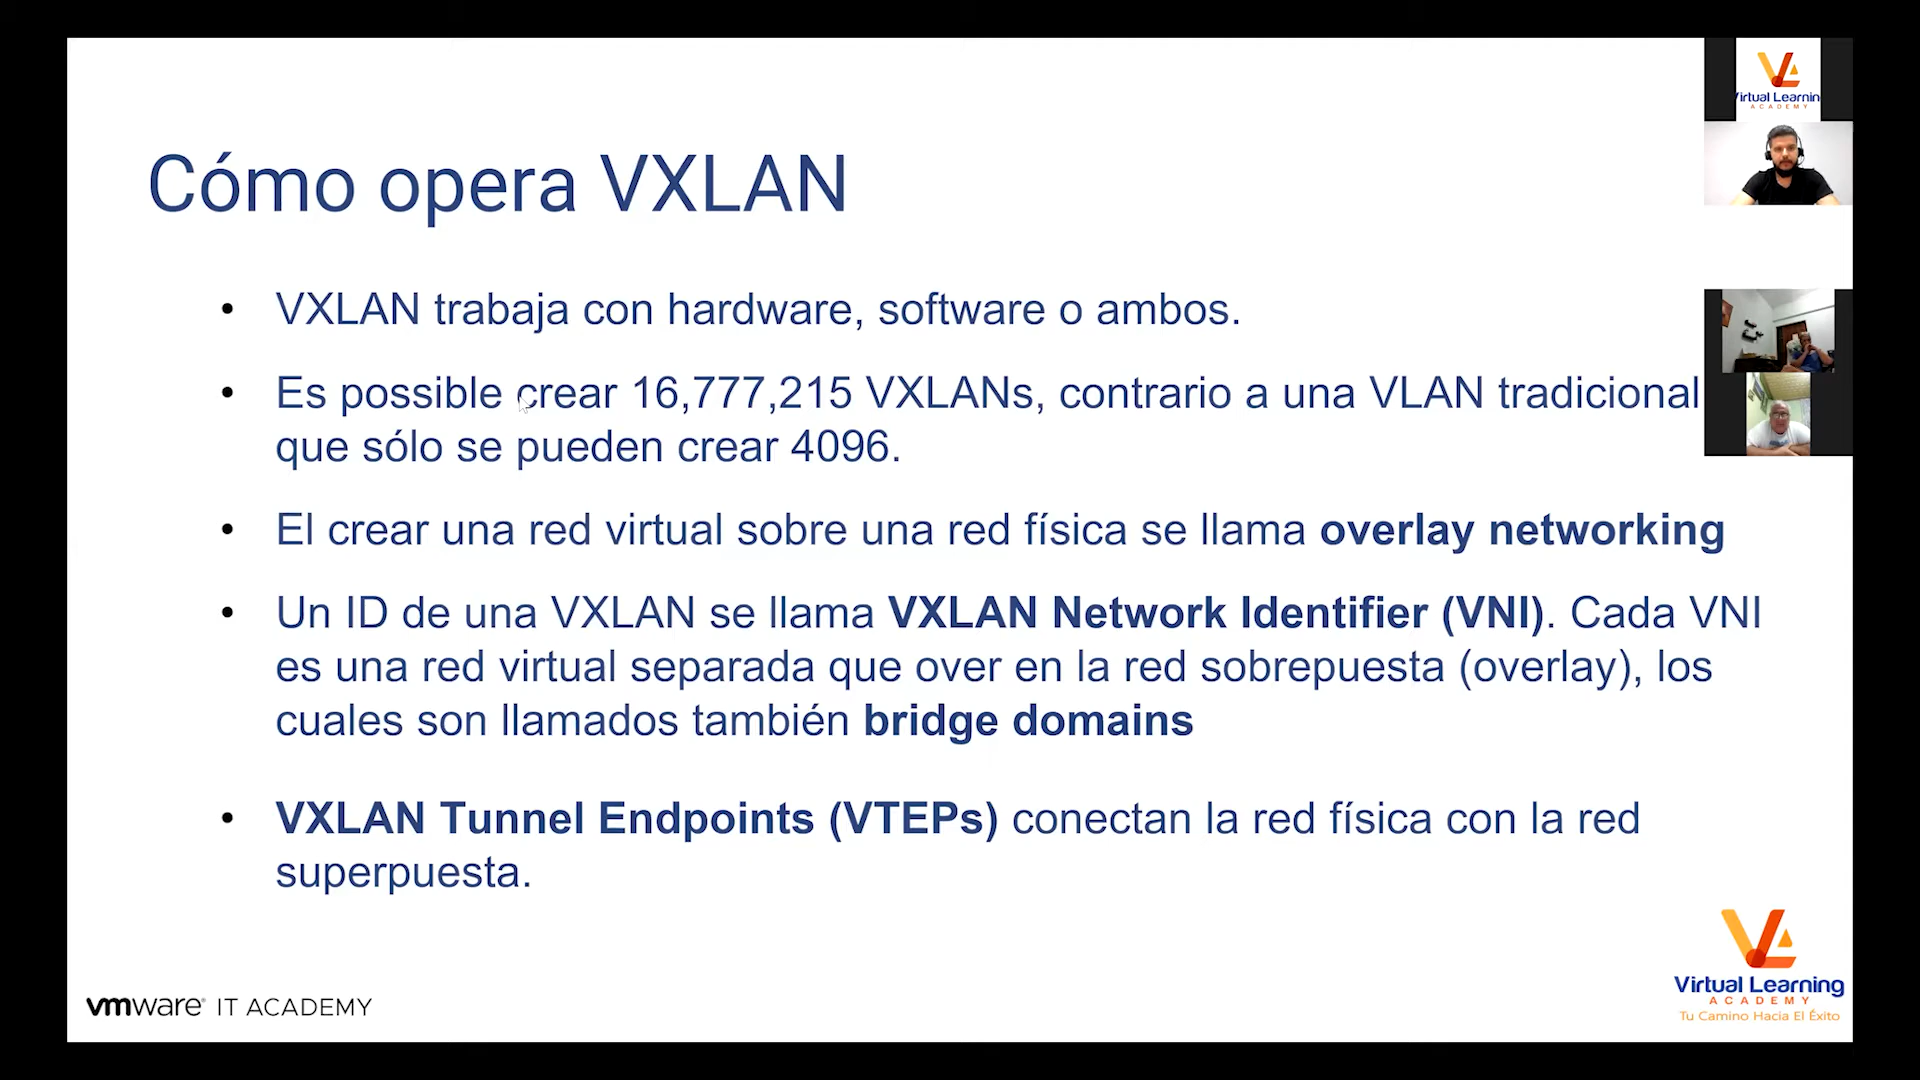 Virtual Learning
ACADEMY
Cómo opera VXLAN
• VXLAN trabaja con hardware, software o ambos.
• Es possible crear 16,777,215 VXLANs, contrario a una VLAN tradicional
que sólo se pueden crear 4096.
• El crear una red virtual sobre una red física se llama overlay networking
• Un ID de una VXLAN se llama VXLAN Network Identifier (VNI). Cada VNI
es una red virtual separada que over en la red sobrepuesta (overlay), los
cuales son llamados también bridge domains
• VXLAN Tunnel Endpoints (VTEPs) conectan la red física con la red
superpuesta.
vmware® IT ACADEMY
Virtual Learning
ACADEMY
Tu Camino Hacia El Éxito